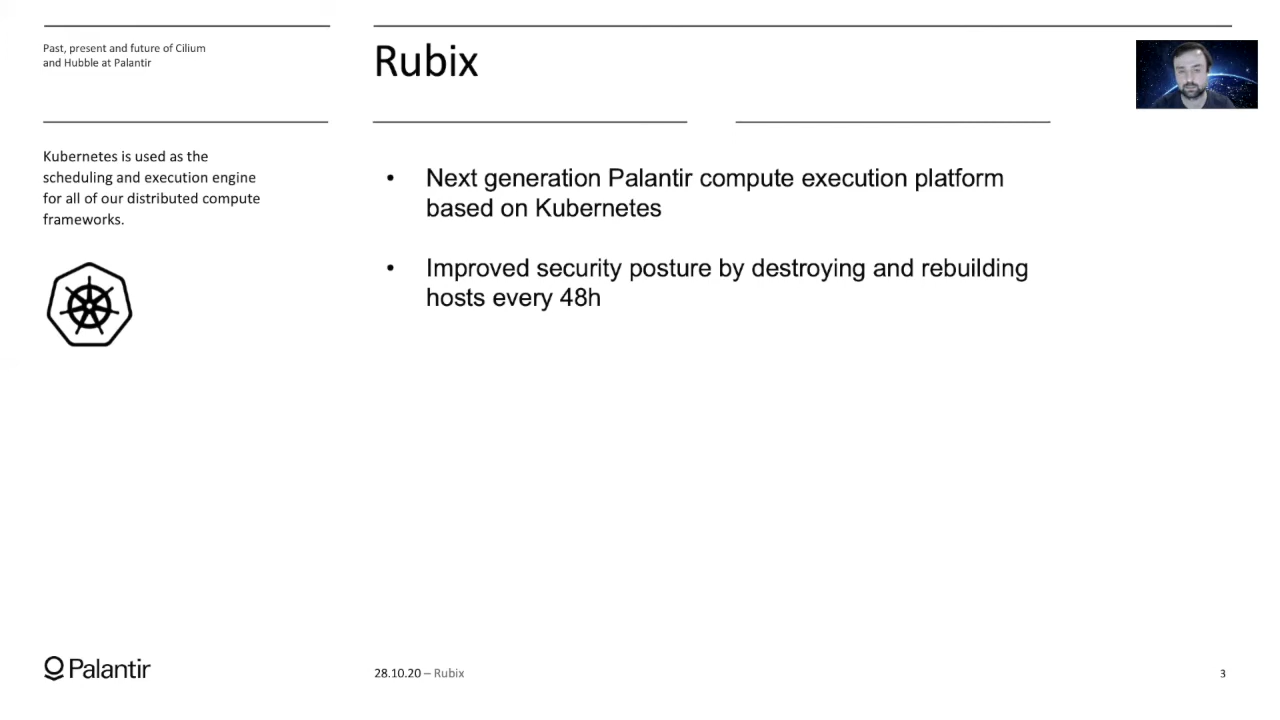 Past, present and future of Cilium
and Hubble at Palantir
Rubix
Kubernetes is used as the
scheduling and execution engine
for all of our distributed compute
frameworks.
• Next generation Palantir compute execution platform
based on Kubernetes
• Improved security posture by destroying and rebuilding
hosts every 48h
Palantir
28.10.20 – Rubix
3